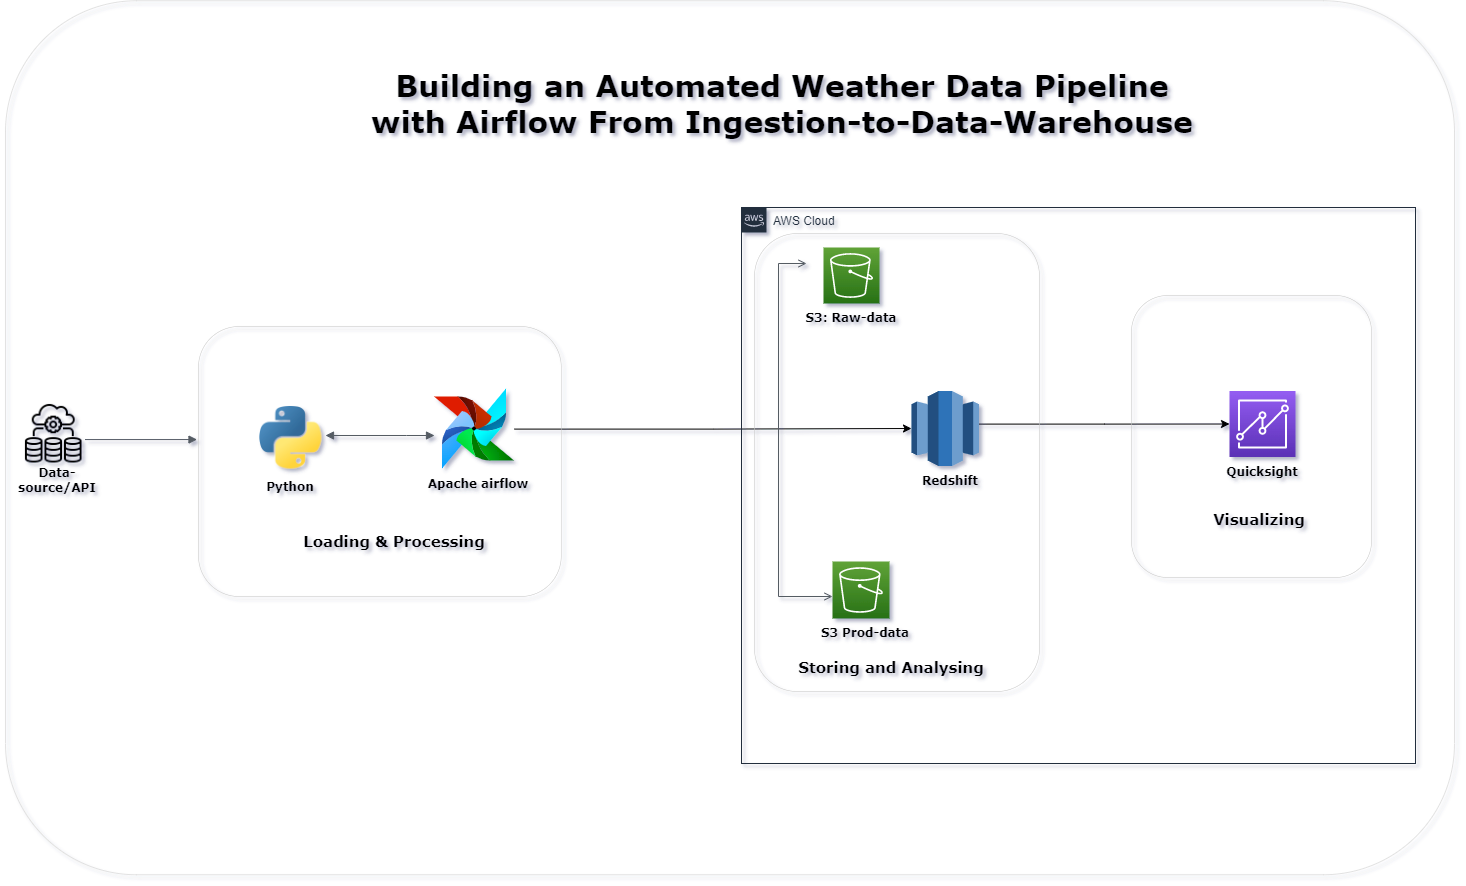 Building an Automated Weather Data Pipeline
with Airflow From Ingestion-to-Data-Warehouse
aws
AWS Cloud
S3: Raw-data
Data-
source/API
Python
Apache airflow
Loading & Processing
Redshift
Quicksight
Visualizing
S3 Prod-data
Storing and Analysing